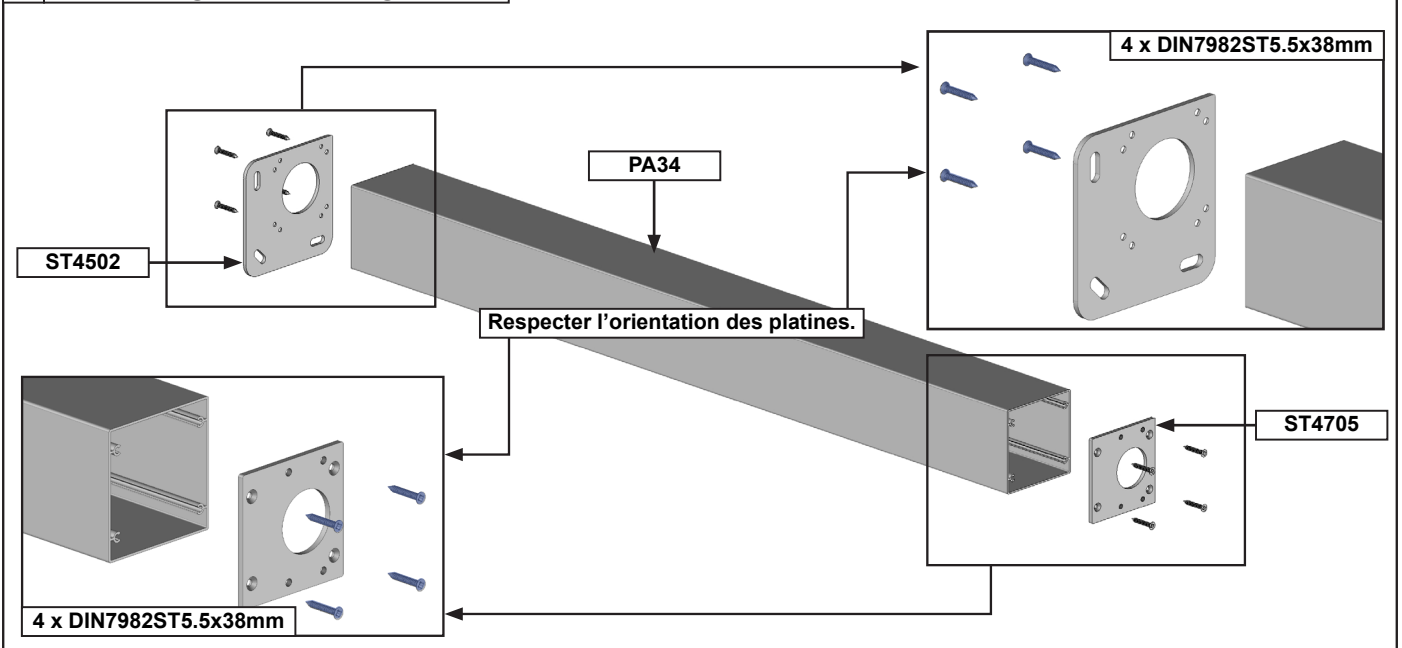 4 x DIN7982ST5.5x38mm
PA34
ST4502
Respecter l’orientation des platines.
ST4705
4 x DIN7982ST5.5x38mm